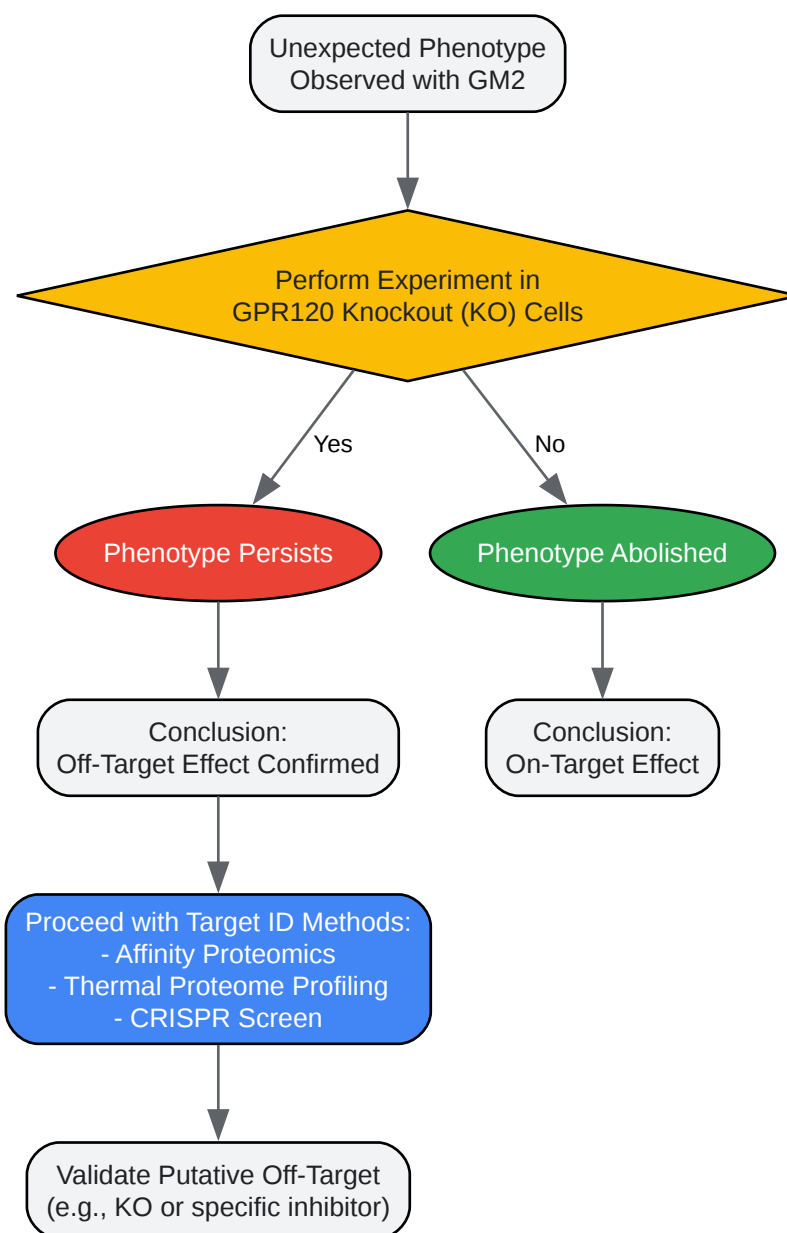 Unexpected Phenotype
Observed with GM2
Perform Experiment in
GPR120 Knockout (KO) Cells
Yes
No
Phenotype Persists
Phenotype Abolished
Conclusion:
Off-Target Effect Confirmed
Conclusion:
On-Target Effect
Proceed with Target ID Methods:
- Affinity Proteomics
- Thermal Proteome Profiling
- CRISPR Screen
Validate Putative Off-Target
(e.g., KO or specific inhibitor)